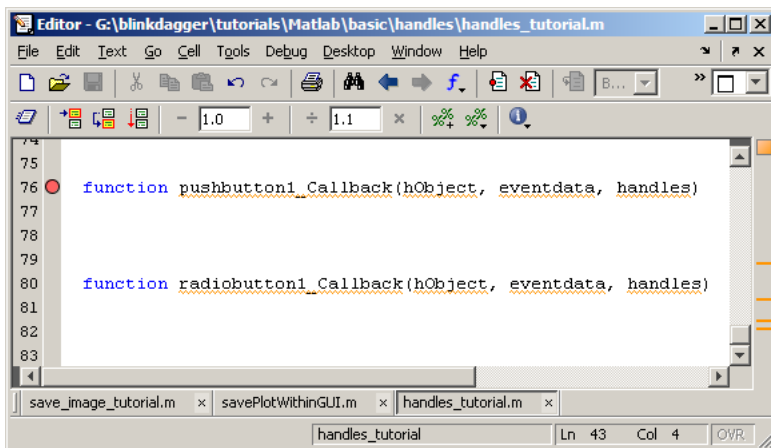 Editor - G:\blinkdagger\tutorials\Matlab\basic\handles\handles_tutorial.m
File Edit Text Go Cell Tools Debug Desktop Window Help
B...
- 1.0 + ÷ 1.1 ×
75
76 function pushbutton1_Callback(hObject, eventdata, handles)
77
78
79
80 function radiobutton1_Callback(hObject, eventdata, handles)
81
82
83
save_image_tutorial.m × savePlotWithinGUI.m × handles_tutorial.m ×
handles_tutorial Ln 43 Col 4 OVR